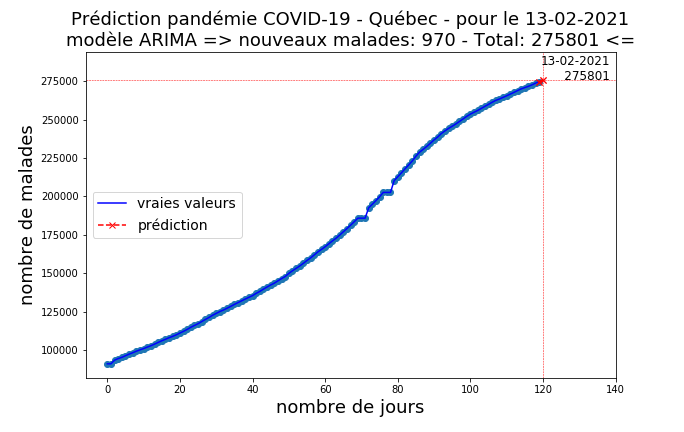 Prédiction pandémie COVID-19 - Québec - pour le 13-02-2021
modèle ARIMA => nouveaux malades: 970 - Total: 275801 <=
13-02-2021
275801
nombre de malades
275000
250000
225000
200000
175000
150000
125000
100000
vraies valeurs
prédiction
0 20 40 60 80 100 120 140
nombre de jours